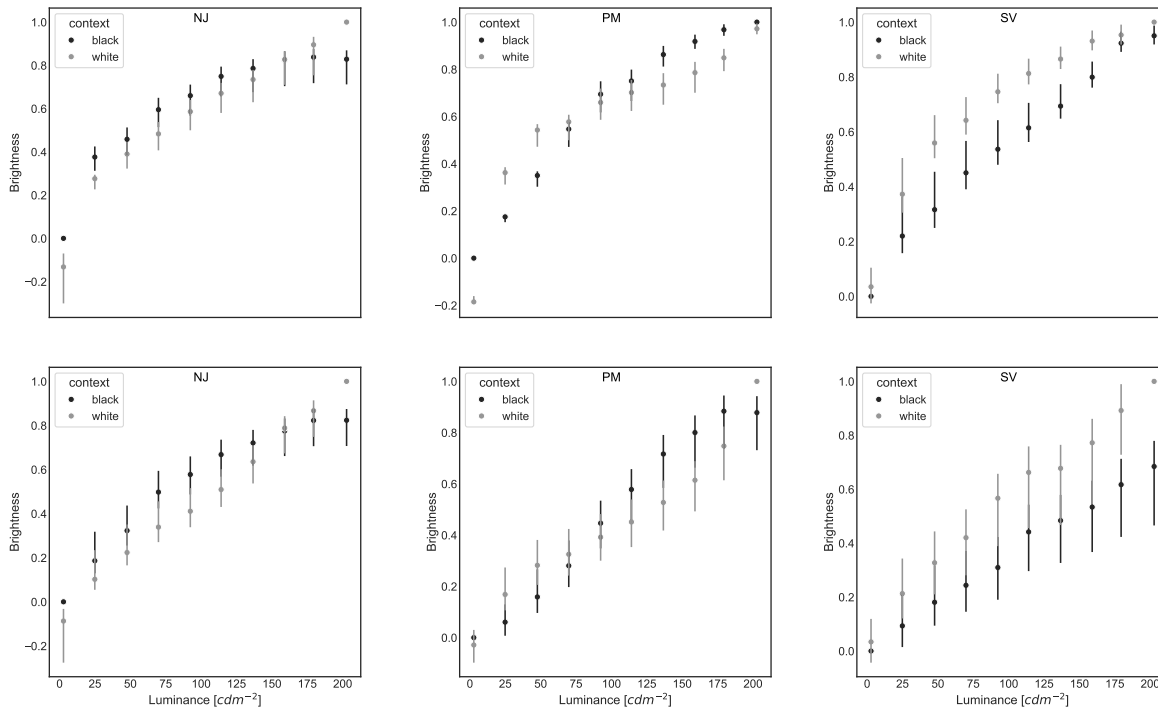 NJ
context
black
white
1.0
0.8
0.6
0.4
0.2
0.0
−0.2
Brightness
PM
context
black
white
1.0
0.8
0.6
0.4
0.2
0.0
−0.2
Brightness
SV
context
black
white
1.0
0.8
0.6
0.4
0.2
0.0
Brightness
NJ
context
black
white
1.0
0.8
0.6
0.4
0.2
0.0
−0.2
Brightness
0 25 50 75 100 125 150 175 200
Luminance [cdm⁻²]
PM
context
black
white
1.0
0.8
0.6
0.4
0.2
0.0
Brightness
0 25 50 75 100 125 150 175 200
Luminance [cdm⁻²]
SV
context
black
white
1.0
0.8
0.6
0.4
0.2
0.0
Brightness
0 25 50 75 100 125 150 175 200
Luminance [cdm⁻²]